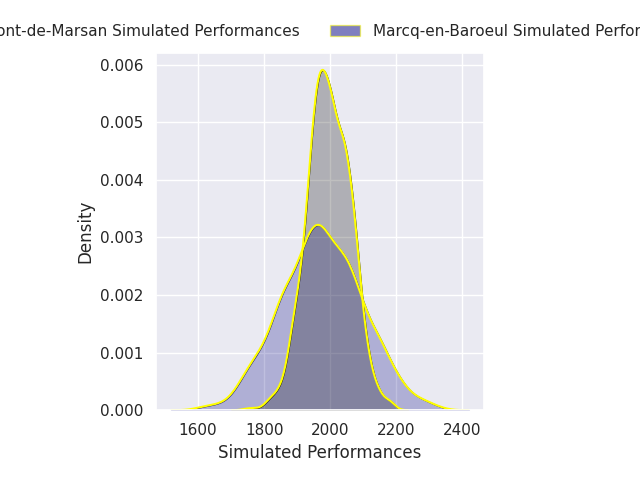 ont-de-Marsan Simulated Performances
Marcq-en-Baroeul Simulated Perfor
0.006
0.005
0.004
0.003
0.002
0.001
0.000
Density
1600 1800 2000 2200 2400
Simulated Performances